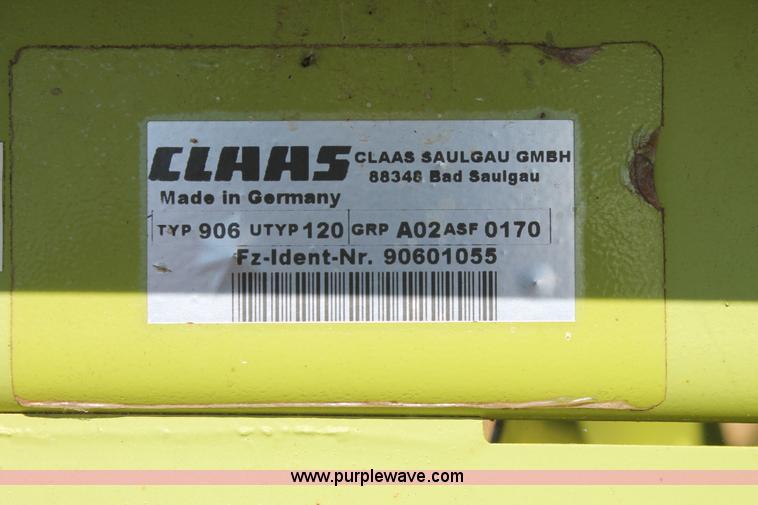 CLAAS CLAAS SAULGAU GMBH
88348 Bad Saulgau
Made in Germany
TYP 906 UTYP 120 GRP A02 ASF 0170
Fz-Ident-Nr. 90601055
www.purplewave.com